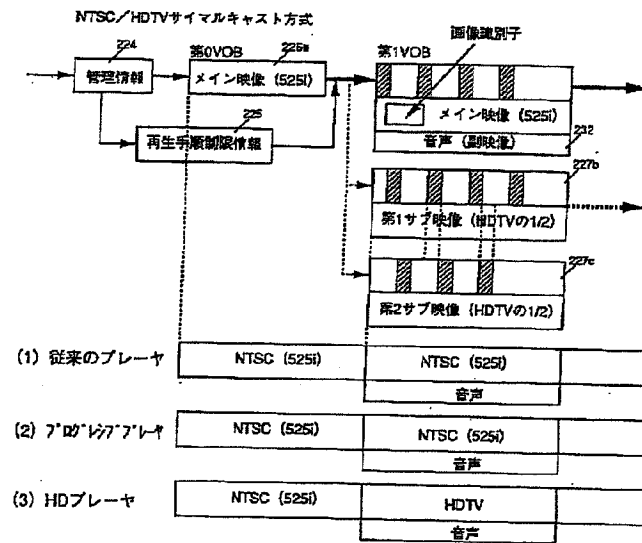 NTSC/HDTVサイマルキャスト方式
224
管理情報
第0VOB
226a
メイン映像 (525i)
225
再生手順制限情報
画像識別子
第1VOB
メイン映像 (525i)
音声 (副映像)
232
227b
第1サブ映像 (HDTVの1/2)
227c
第2サブ映像 (HDTVの1/2)
(1) 従来のプレーヤ
NTSC (525i)
NTSC (525i)
音声
(2) プログレシブプレーヤ
NTSC (525i)
NTSC (525i)
音声
(3) HDプレーヤ
NTSC (525i)
HDTV
音声